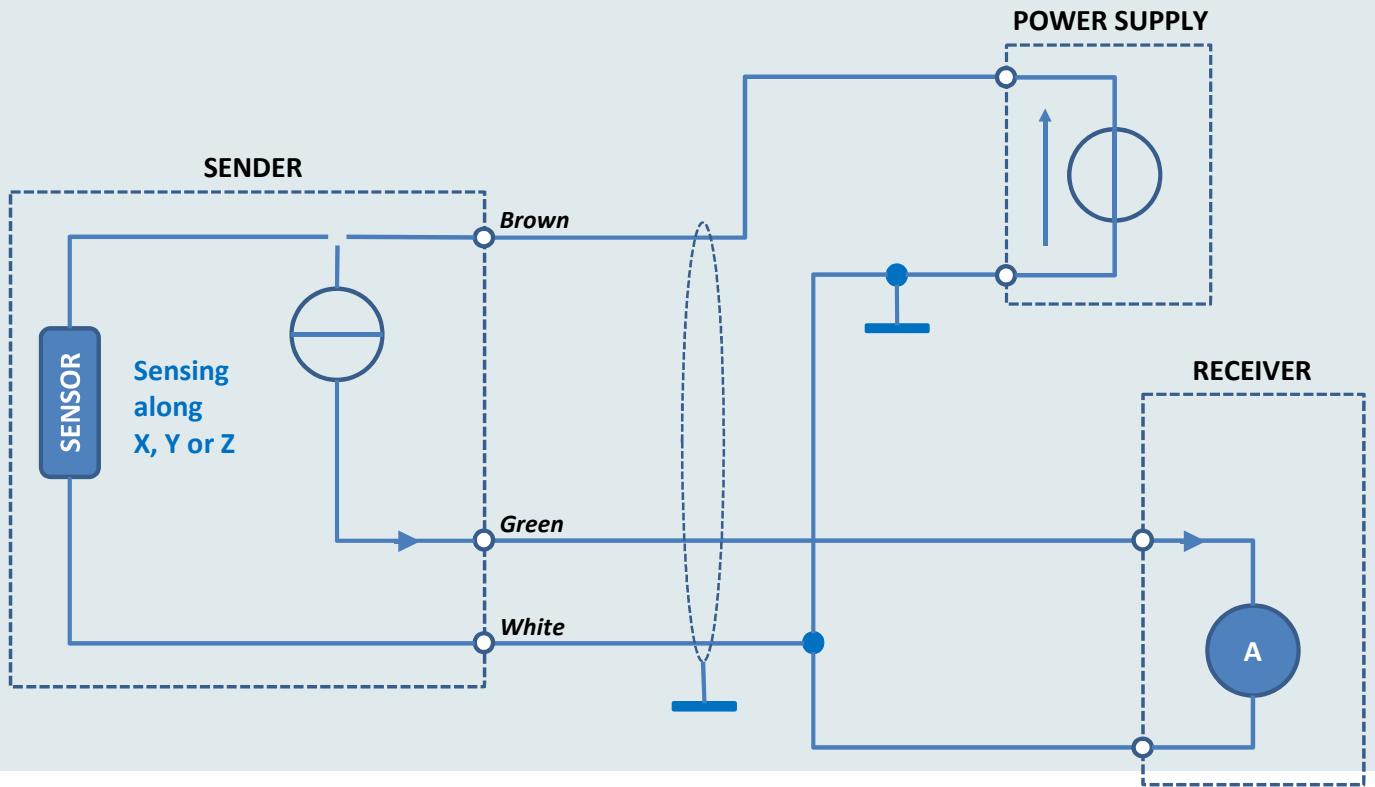 POWER SUPPLY
SENDER
Brown
SENSOR
Sensing
along
X, Y or Z
RECEIVER
Green
White
A